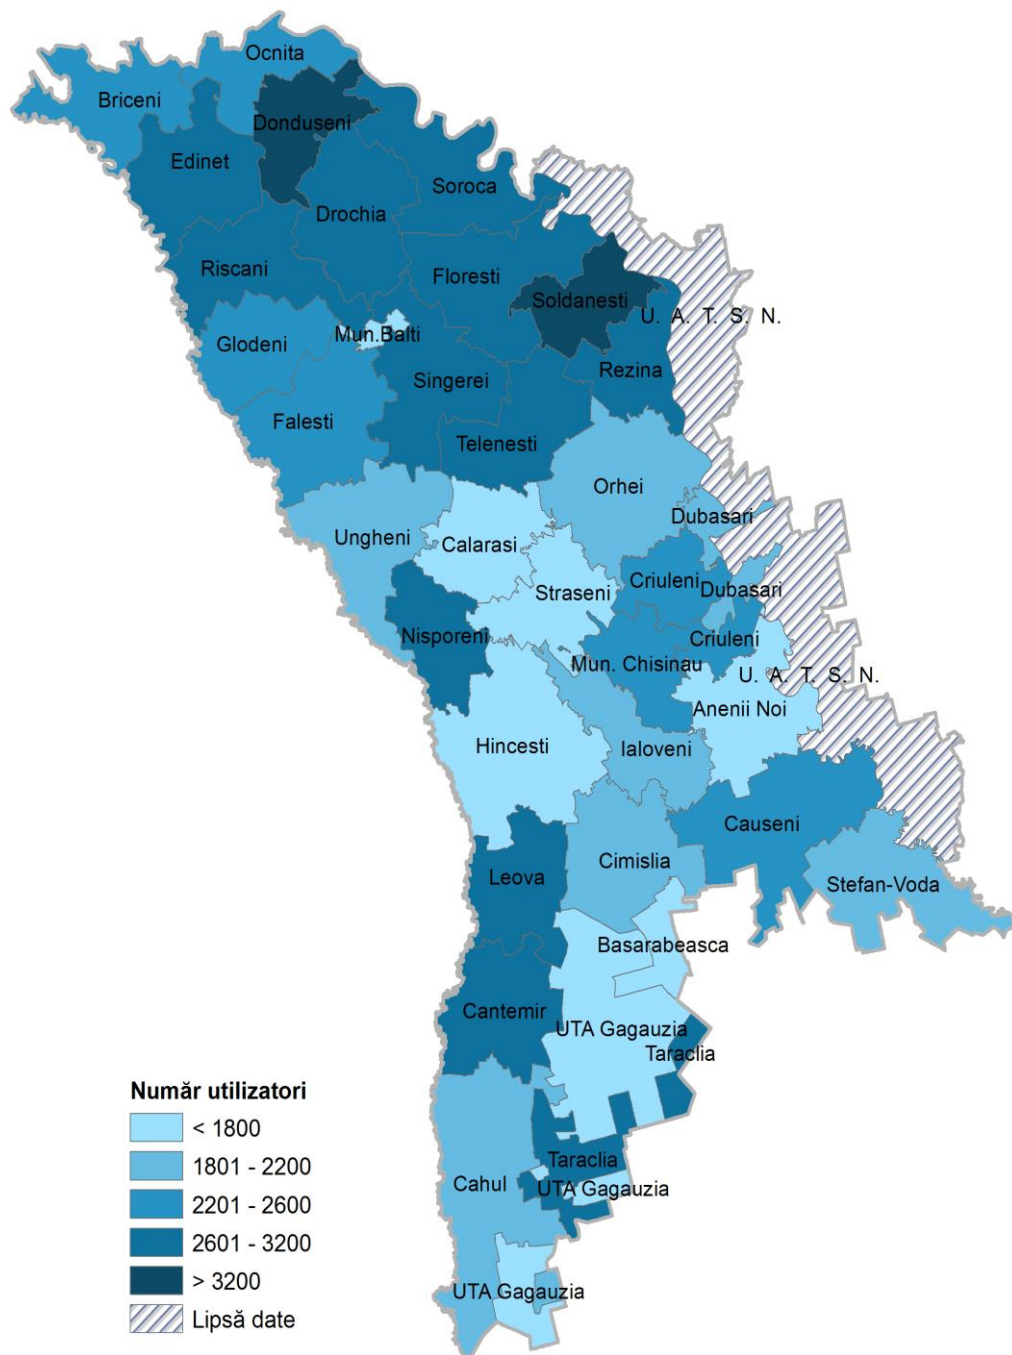 Ocnita
Briceni
Donduseni
Edinet
Soroca
Drochia
Riscani
Floresti
Soldanesti
U. A. T. S. N.
Glodeni
Mun.Balti
Rezina
Singerei
Falesti
Telenesti
Orhei
Dubasari
Ungheni
Calarasi
Criuleni
Dubasari
Straseni
Nisporeni
Criuleni
Mun. Chisinau
U. A. T. S. N.
Anenii Noi
Hincesti
Ialoveni
Causeni
Cimislia
Leova
Stefan-Voda
Basarabeasca
Cantemir
UTA Gagauzia
Taraclia
Taraclia
Cahul
UTA Gagauzia
UTA Gagauzia
Număr utilizatori
< 1800
1801 - 2200
2201 - 2600
2601 - 3200
> 3200
Lipsă date